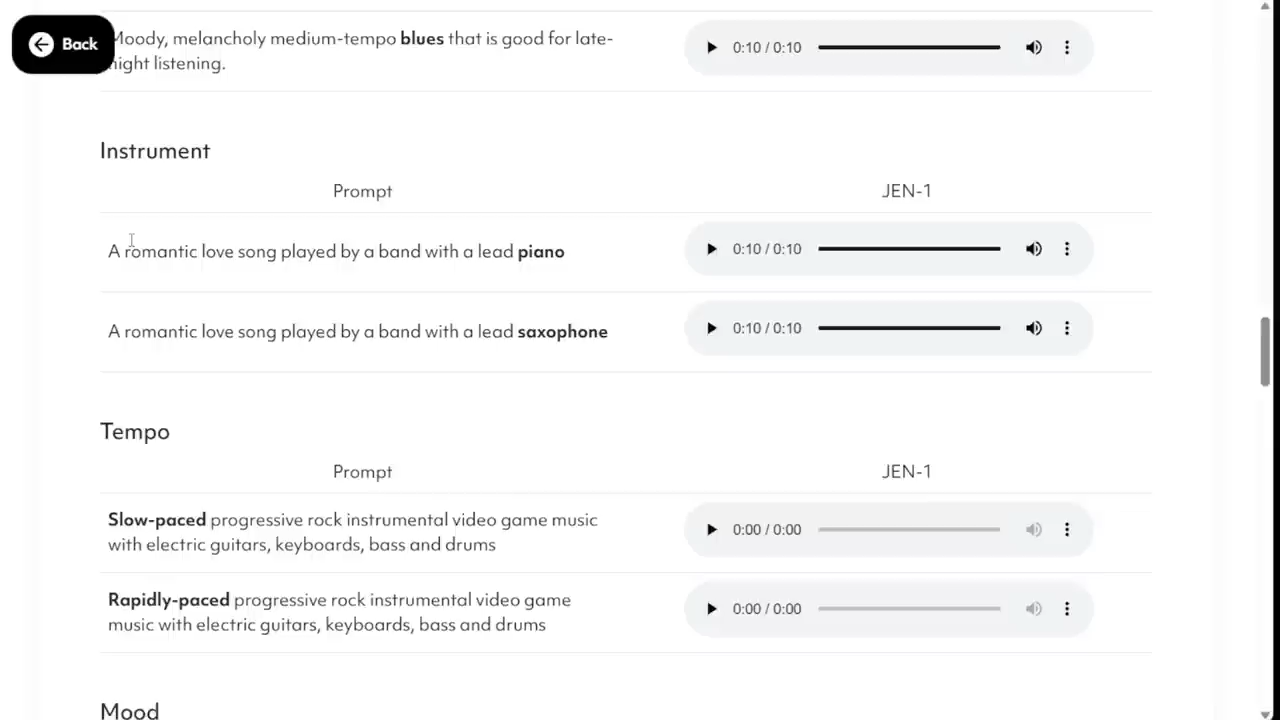 Back
Moody, melancholy medium-tempo blues that is good for late-
night listening.
0:10 / 0:10
Instrument
Prompt
JEN-1
A romantic love song played by a band with a lead piano
0:10 / 0:10
A romantic love song played by a band with a lead saxophone
0:10 / 0:10
Tempo
Prompt
JEN-1
Slow-paced progressive rock instrumental video game music
with electric guitars, keyboards, bass and drums
0:00 / 0:00
Rapidly-paced progressive rock instrumental video game
music with electric guitars, keyboards, bass and drums
0:00 / 0:00
Mood